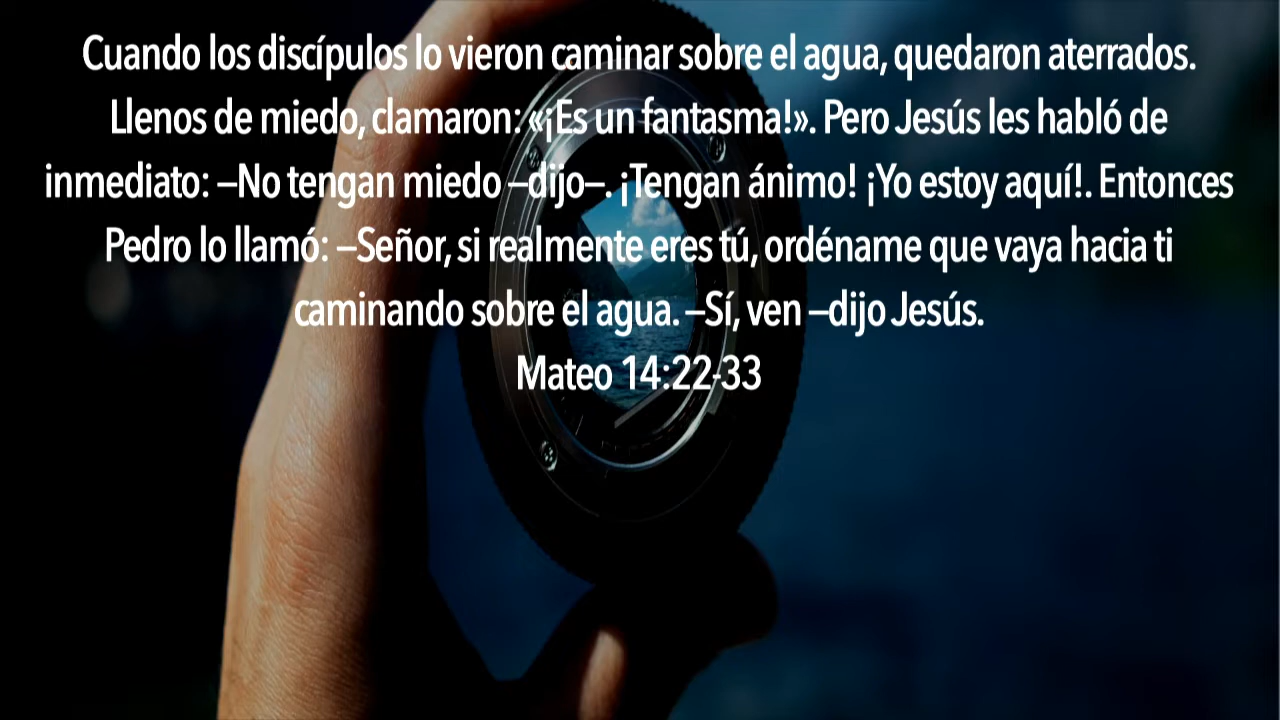 Cuando los discípulos lo vieron caminar sobre el agua, quedaron aterrados.
Llenos de miedo, clamaron: «¡Es un fantasma!». Pero Jesús les habló de
inmediato: –No tengan miedo –dijo–. ¡Tengan ánimo! ¡Yo estoy aquí!. Entonces
Pedro lo llamó: –Señor, si realmente eres tú, ordéname que vaya hacia ti
caminando sobre el agua. –Sí, ven –dijo Jesús.
Mateo 14:22-33